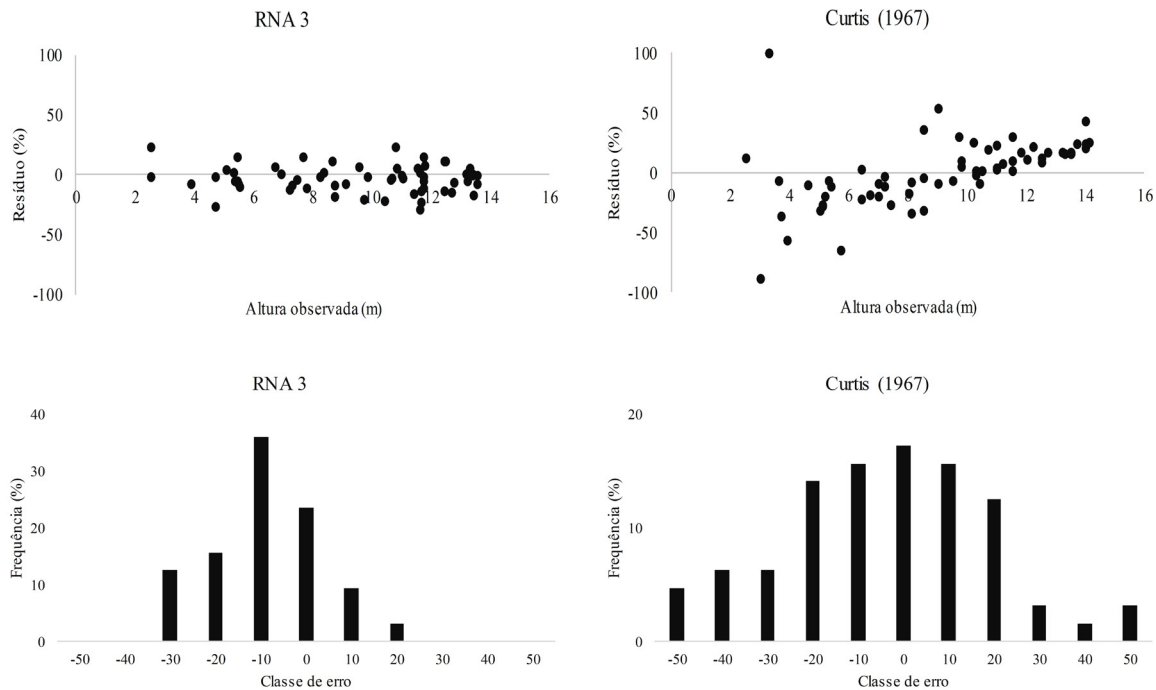 RNA 3
100
50
0
-50
-100
0 2 4 6 8 10 12 14 16
Resíduo (%)
Altura observada (m)
Curtis (1967)
100
50
0
-50
-100
0 2 4 6 8 10 12 14 16
Resíduo (%)
Altura observada (m)
RNA 3
40
30
20
10
0
-50 -40 -30 -20 -10 0 10 20 30 40 50
Frequência (%)
Classe de erro
Curtis (1967)
20
10
0
-50 -40 -30 -20 -10 0 10 20 30 40 50
Frequência (%)
Classe de erro